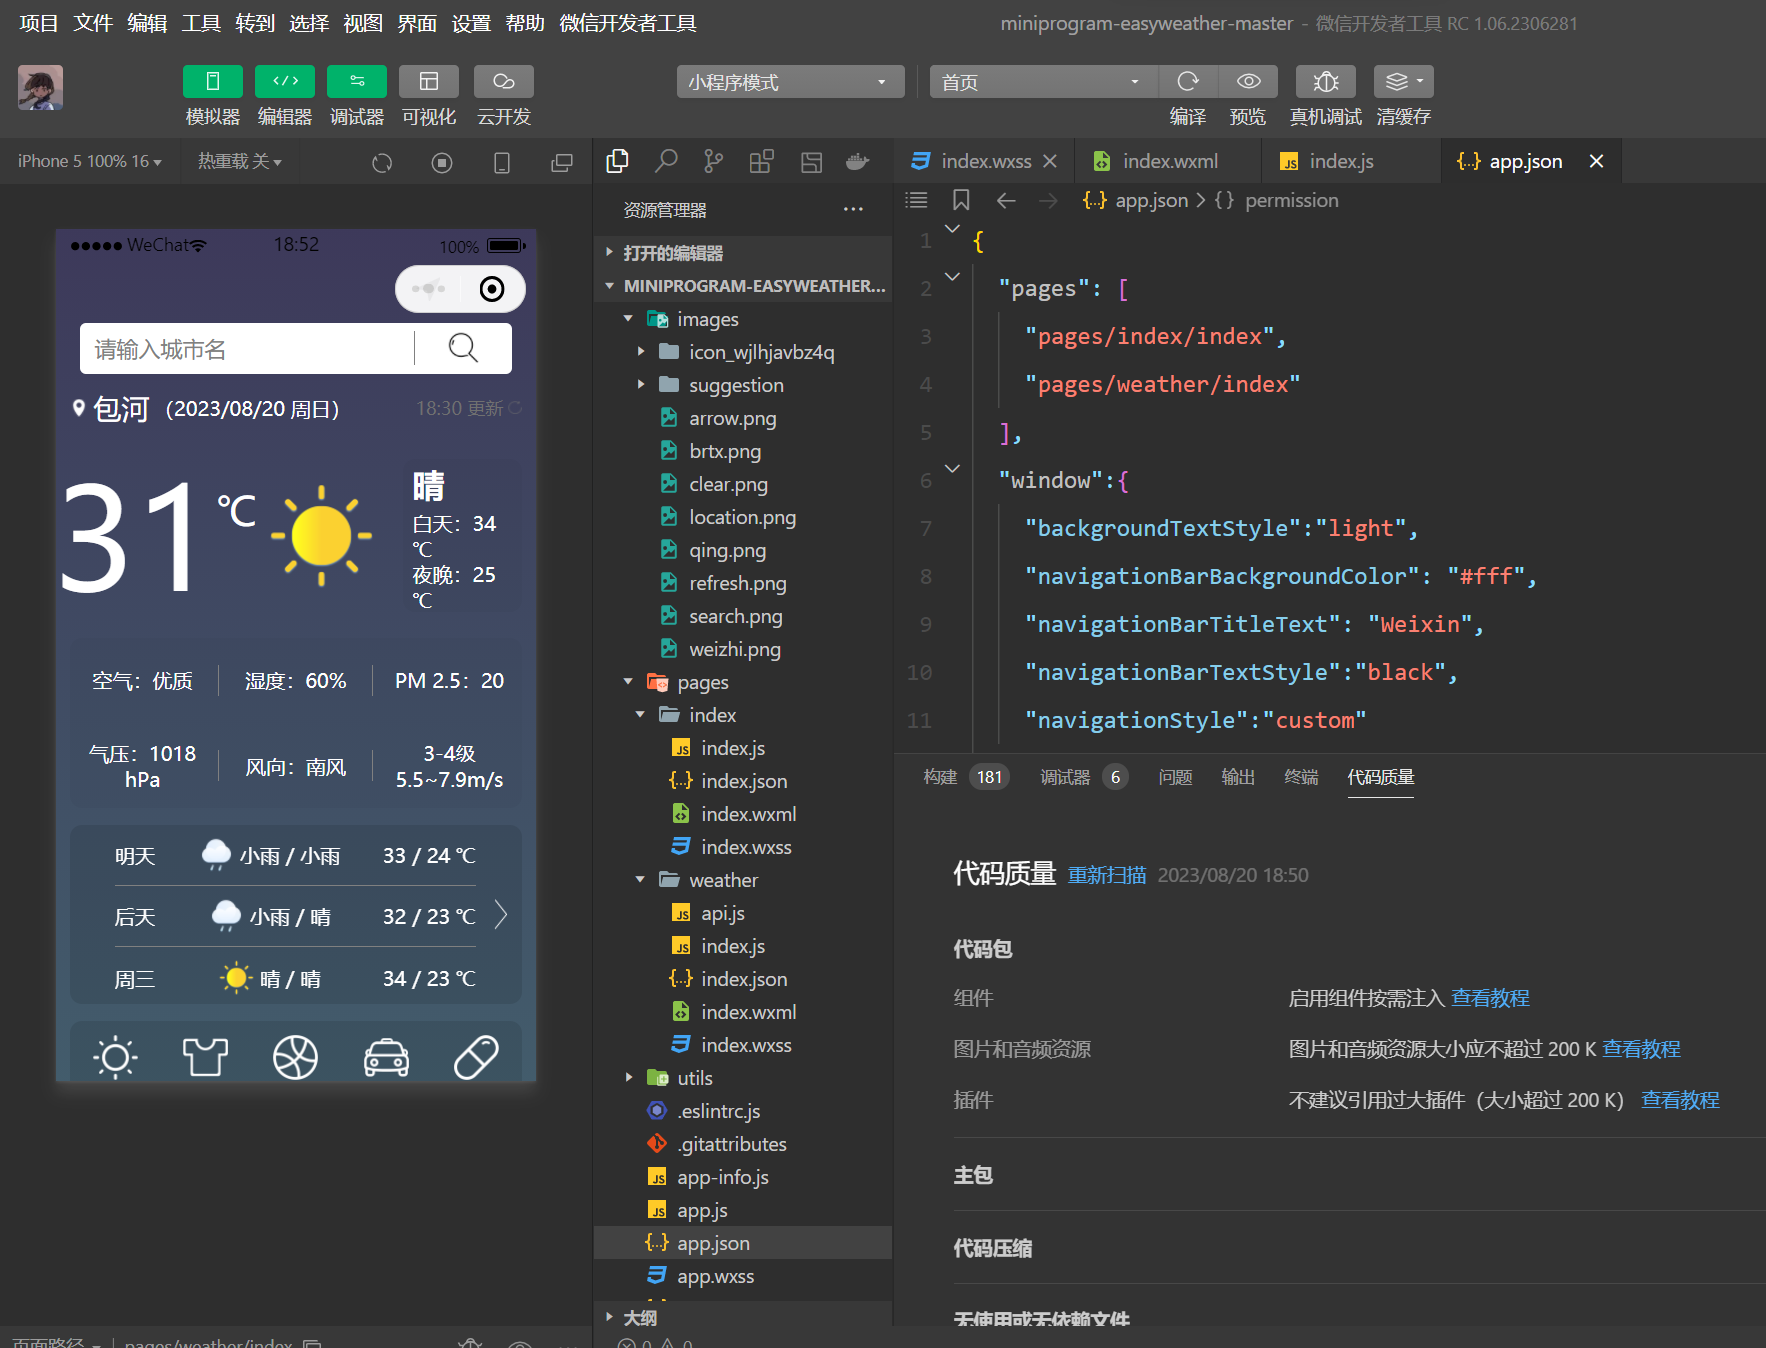 项目 文件 编辑 工具 转到 选择 视图 界面 设置 帮助 微信开发者工具
miniprogram-easyweather-master - 微信开发者工具 RC 1.06.2306281
模拟器 编辑器 调试器 可视化 云开发
小程序模式
首页
编译 预览 真机调试 清缓存
iPhone 5 100% 16
热重载 关
WeChat
18:52
100%
请输入城市名
包河
(2023/08/20 周日)
18:30 更新
31
℃
晴
白天：34
℃
夜晚：25
℃
空气：优质
湿度：60%
PM 2.5：20
气压：1018
hPa
风向：南风
3-4级
5.5~7.9m/s
明天
小雨 / 小雨
33 / 24 ℃
后天
小雨 / 晴
32 / 23 ℃
周三
晴 / 晴
34 / 23 ℃
页面路径
pages/weather/index
资源管理器
打开的编辑器
MINIPROGRAM-EASYWEATHER...
images
icon_wjlhjavbz4q
suggestion
arrow.png
brtx.png
clear.png
location.png
qing.png
refresh.png
search.png
weizhi.png
pages
index
index.js
index.json
index.wxml
index.wxss
weather
api.js
index.js
index.json
index.wxml
index.wxss
utils
.eslintrc.js
.gitattributes
app-info.js
app.js
app.json
app.wxss
大纲
0
0
index.wxss
index.wxml
index.js
app.json
app.json
{} permission
1 {
2 "pages": [
3 "pages/index/index",
4 "pages/weather/index"
5 ],
6 "window":{
7 "backgroundTextStyle":"light",
8 "navigationBarBackgroundColor": "#fff",
9 "navigationBarTitleText": "Weixin",
10 "navigationBarTextStyle":"black",
11 "navigationStyle":"custom"
构建 181
调试器 6
问题
输出
终端
代码质量
代码质量 重新扫描 2023/08/20 18:50
代码包
组件
启用组件按需注入 查看教程
图片和音频资源
图片和音频资源大小应不超过 200 K 查看教程
插件
不建议引用过大插件（大小超过 200 K） 查看教程
主包
代码压缩
无使用或无依赖文件